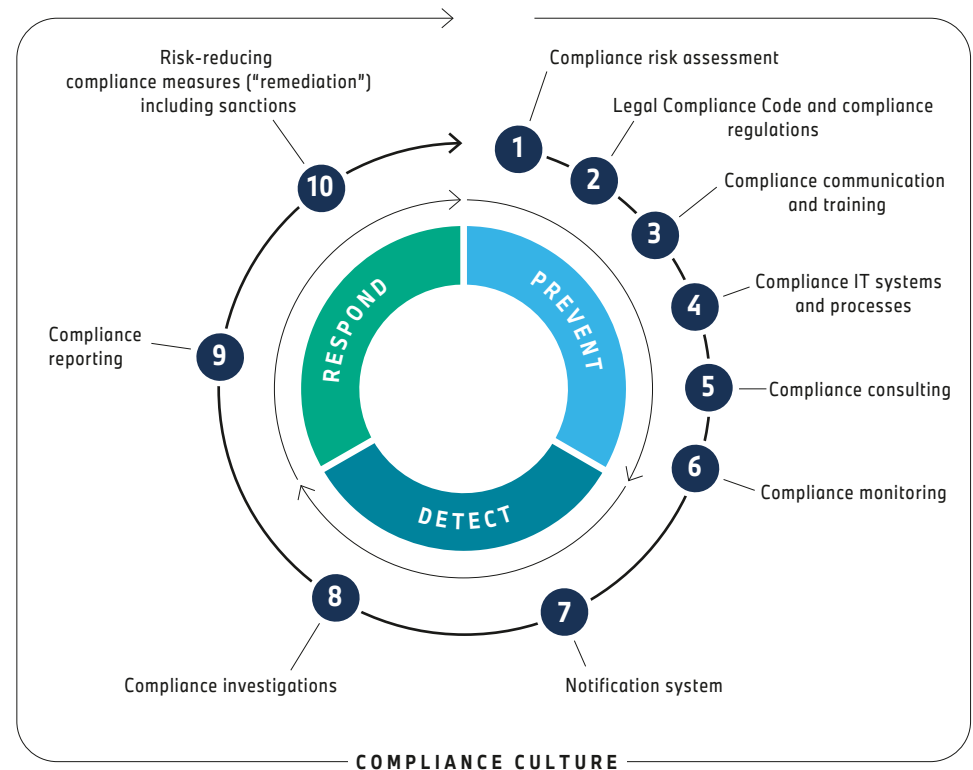 1
Compliance risk assessment
2
Legal Compliance Code and compliance
regulations
3
Compliance communication
and training
4
Compliance IT systems
and processes
5
Compliance consulting
6
Compliance monitoring
7
Notification system
8
Compliance investigations
9
Compliance
reporting
10
Risk-reducing
compliance measures (“remediation”)
including sanctions
PREVENT
DETECT
RESPOND
COMPLIANCE CULTURE